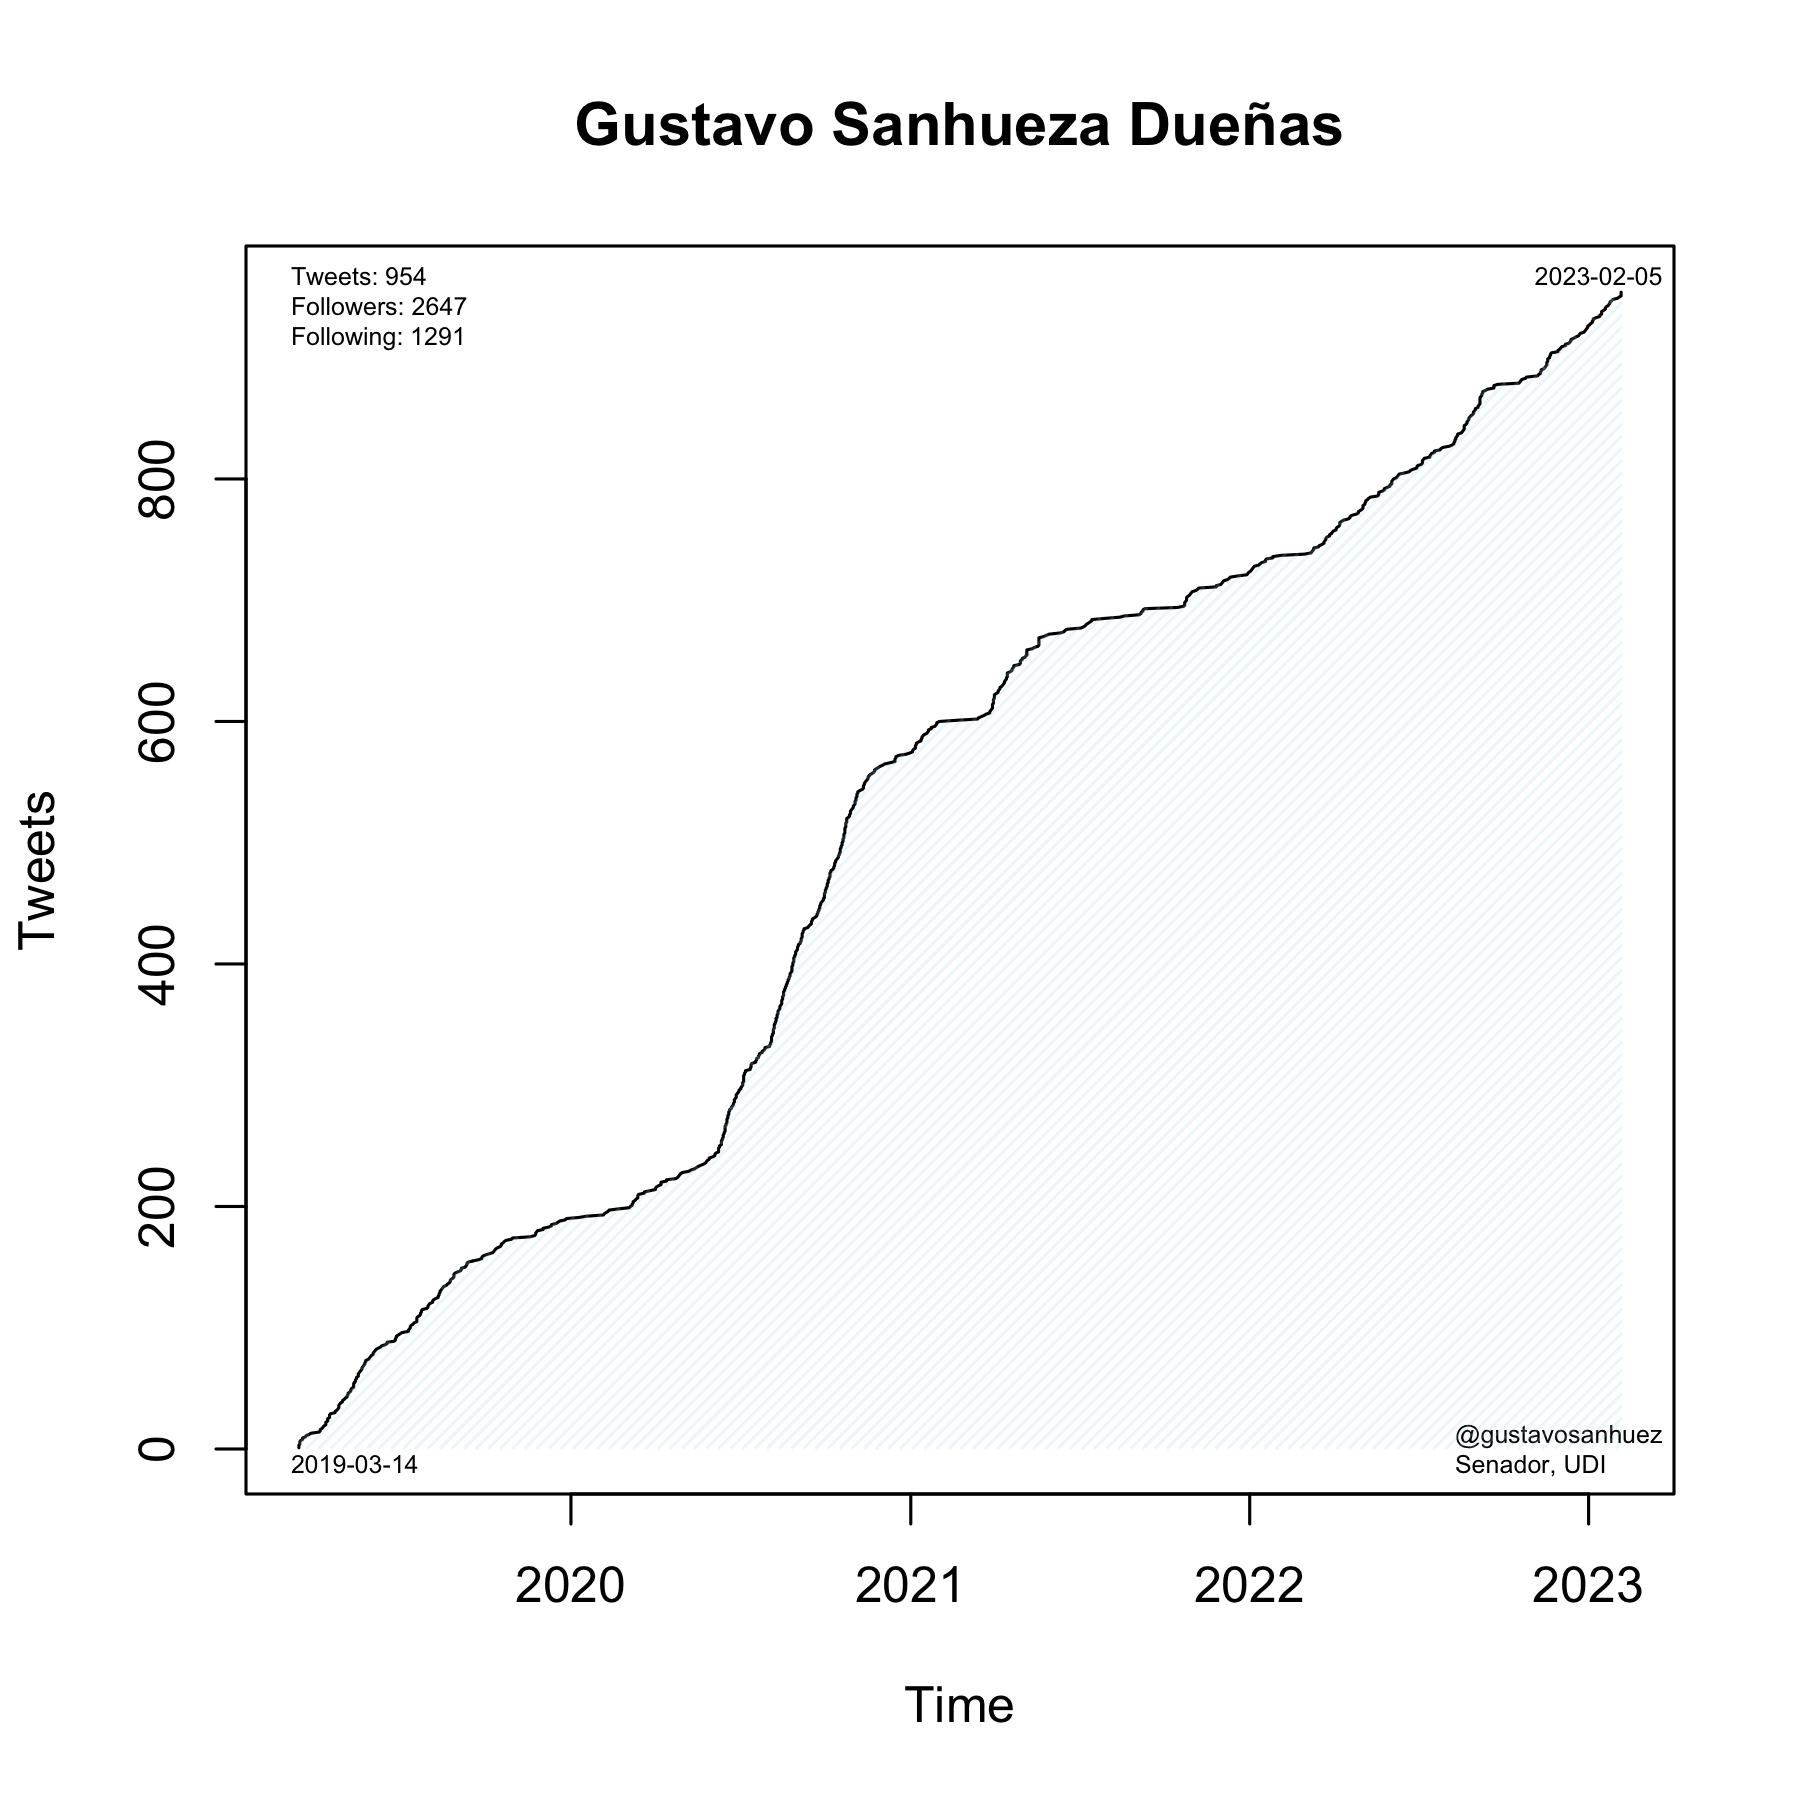 Gustavo Sanhueza Dueñas
Tweets: 954
Followers: 2647
Following: 1291
2023-02-05
800
600
400
200
0
Tweets
@gustavosanhuez
Senador, UDI
2019-03-14
2020
2021
2022
2023
Time